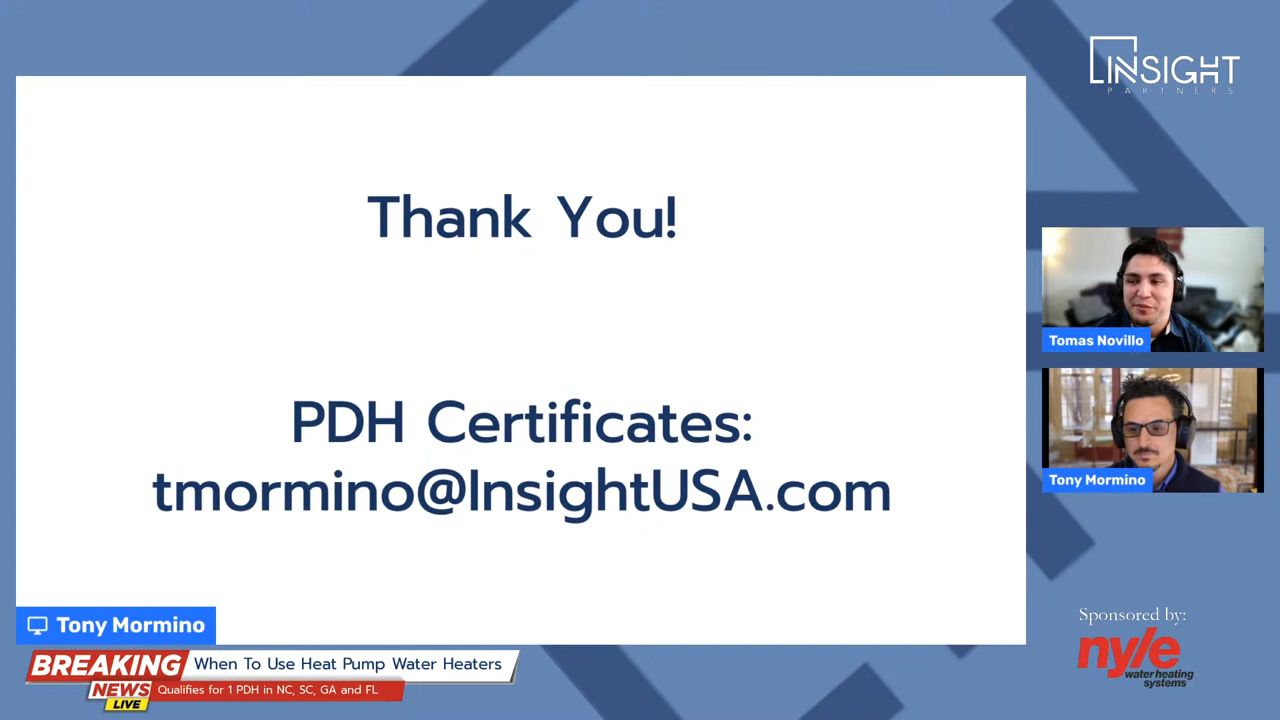 INSIGHT
PARTNERS
Thank You!
PDH Certificates:
tmormino@InsightUSA.com
Tomas Novillo
Tony Mormino
Tony Mormino
BREAKING
NEWS
LIVE
When To Use Heat Pump Water Heaters
Qualifies for 1 PDH in NC, SC, GA and FL
Sponsored by:
nyle
water heating
systems